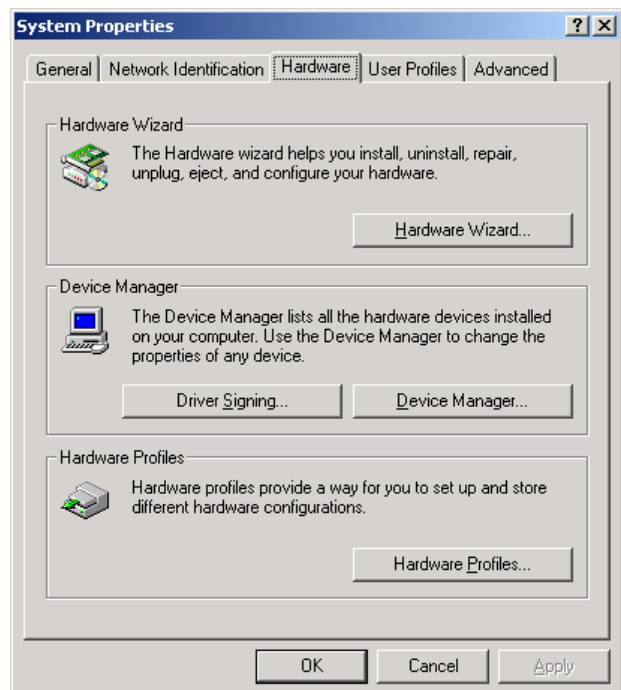 System Properties
General Network Identification Hardware User Profiles Advanced
Hardware Wizard
The Hardware wizard helps you install, uninstall, repair,
unplug, eject, and configure your hardware.
Hardware Wizard...
Device Manager
The Device Manager lists all the hardware devices installed
on your computer. Use the Device Manager to change the
properties of any device.
Driver Signing... Device Manager...
Hardware Profiles
Hardware profiles provide a way for you to set up and store
different hardware configurations.
Hardware Profiles...
OK Cancel Apply